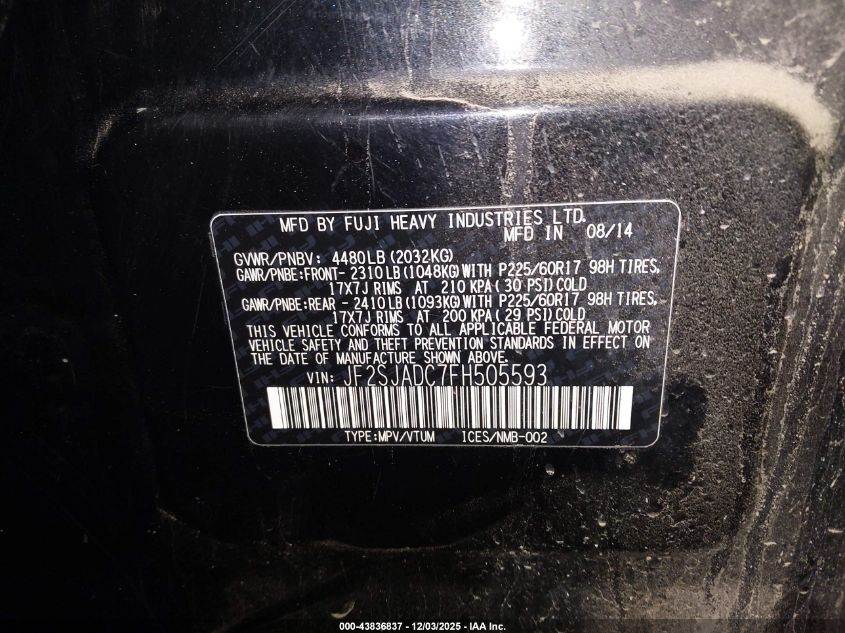 MFD BY FUJI HEAVY INDUSTRIES LTD.
MFD IN 08/14
GVWR/PNBV: 4480LB (2032KG)
GAWR/PNBE:FRONT- 2310LB (1048KG) WITH P225/60R17 98H TIRES,
17X7J RIMS AT 210 KPA (30 PSI) COLD
GAWR/PNBE:REAR - 2410LB (1093KG) WITH P225/60R17 98H TIRES,
17X7J RIMS AT 200 KPA (29 PSI) COLD
THIS VEHICLE CONFORMS TO ALL APPLICABLE FEDERAL MOTOR
VEHICLE SAFETY AND THEFT PREVENTION STANDARDS IN EFFECT ON
THE DATE OF MANUFACTURE SHOWN ABOVE.
VIN: JF2SJADC7FH505593
TYPE:MPV/VTUM ICES/NMB-002
000-43836837 - 12/03/2025 - IAA Inc.